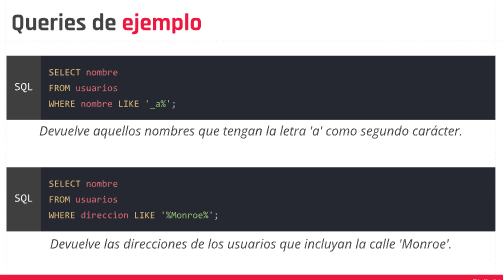 Queries de ejemplo
SQL
SELECT nombre
FROM usuarios
WHERE nombre LIKE '_a%';
Devuelve aquellos nombres que tengan la letra 'a' como segundo carácter.
SQL
SELECT nombre
FROM usuarios
WHERE direccion LIKE '%Monroe%';
Devuelve las direcciones de los usuarios que incluyan la calle 'Monroe'.